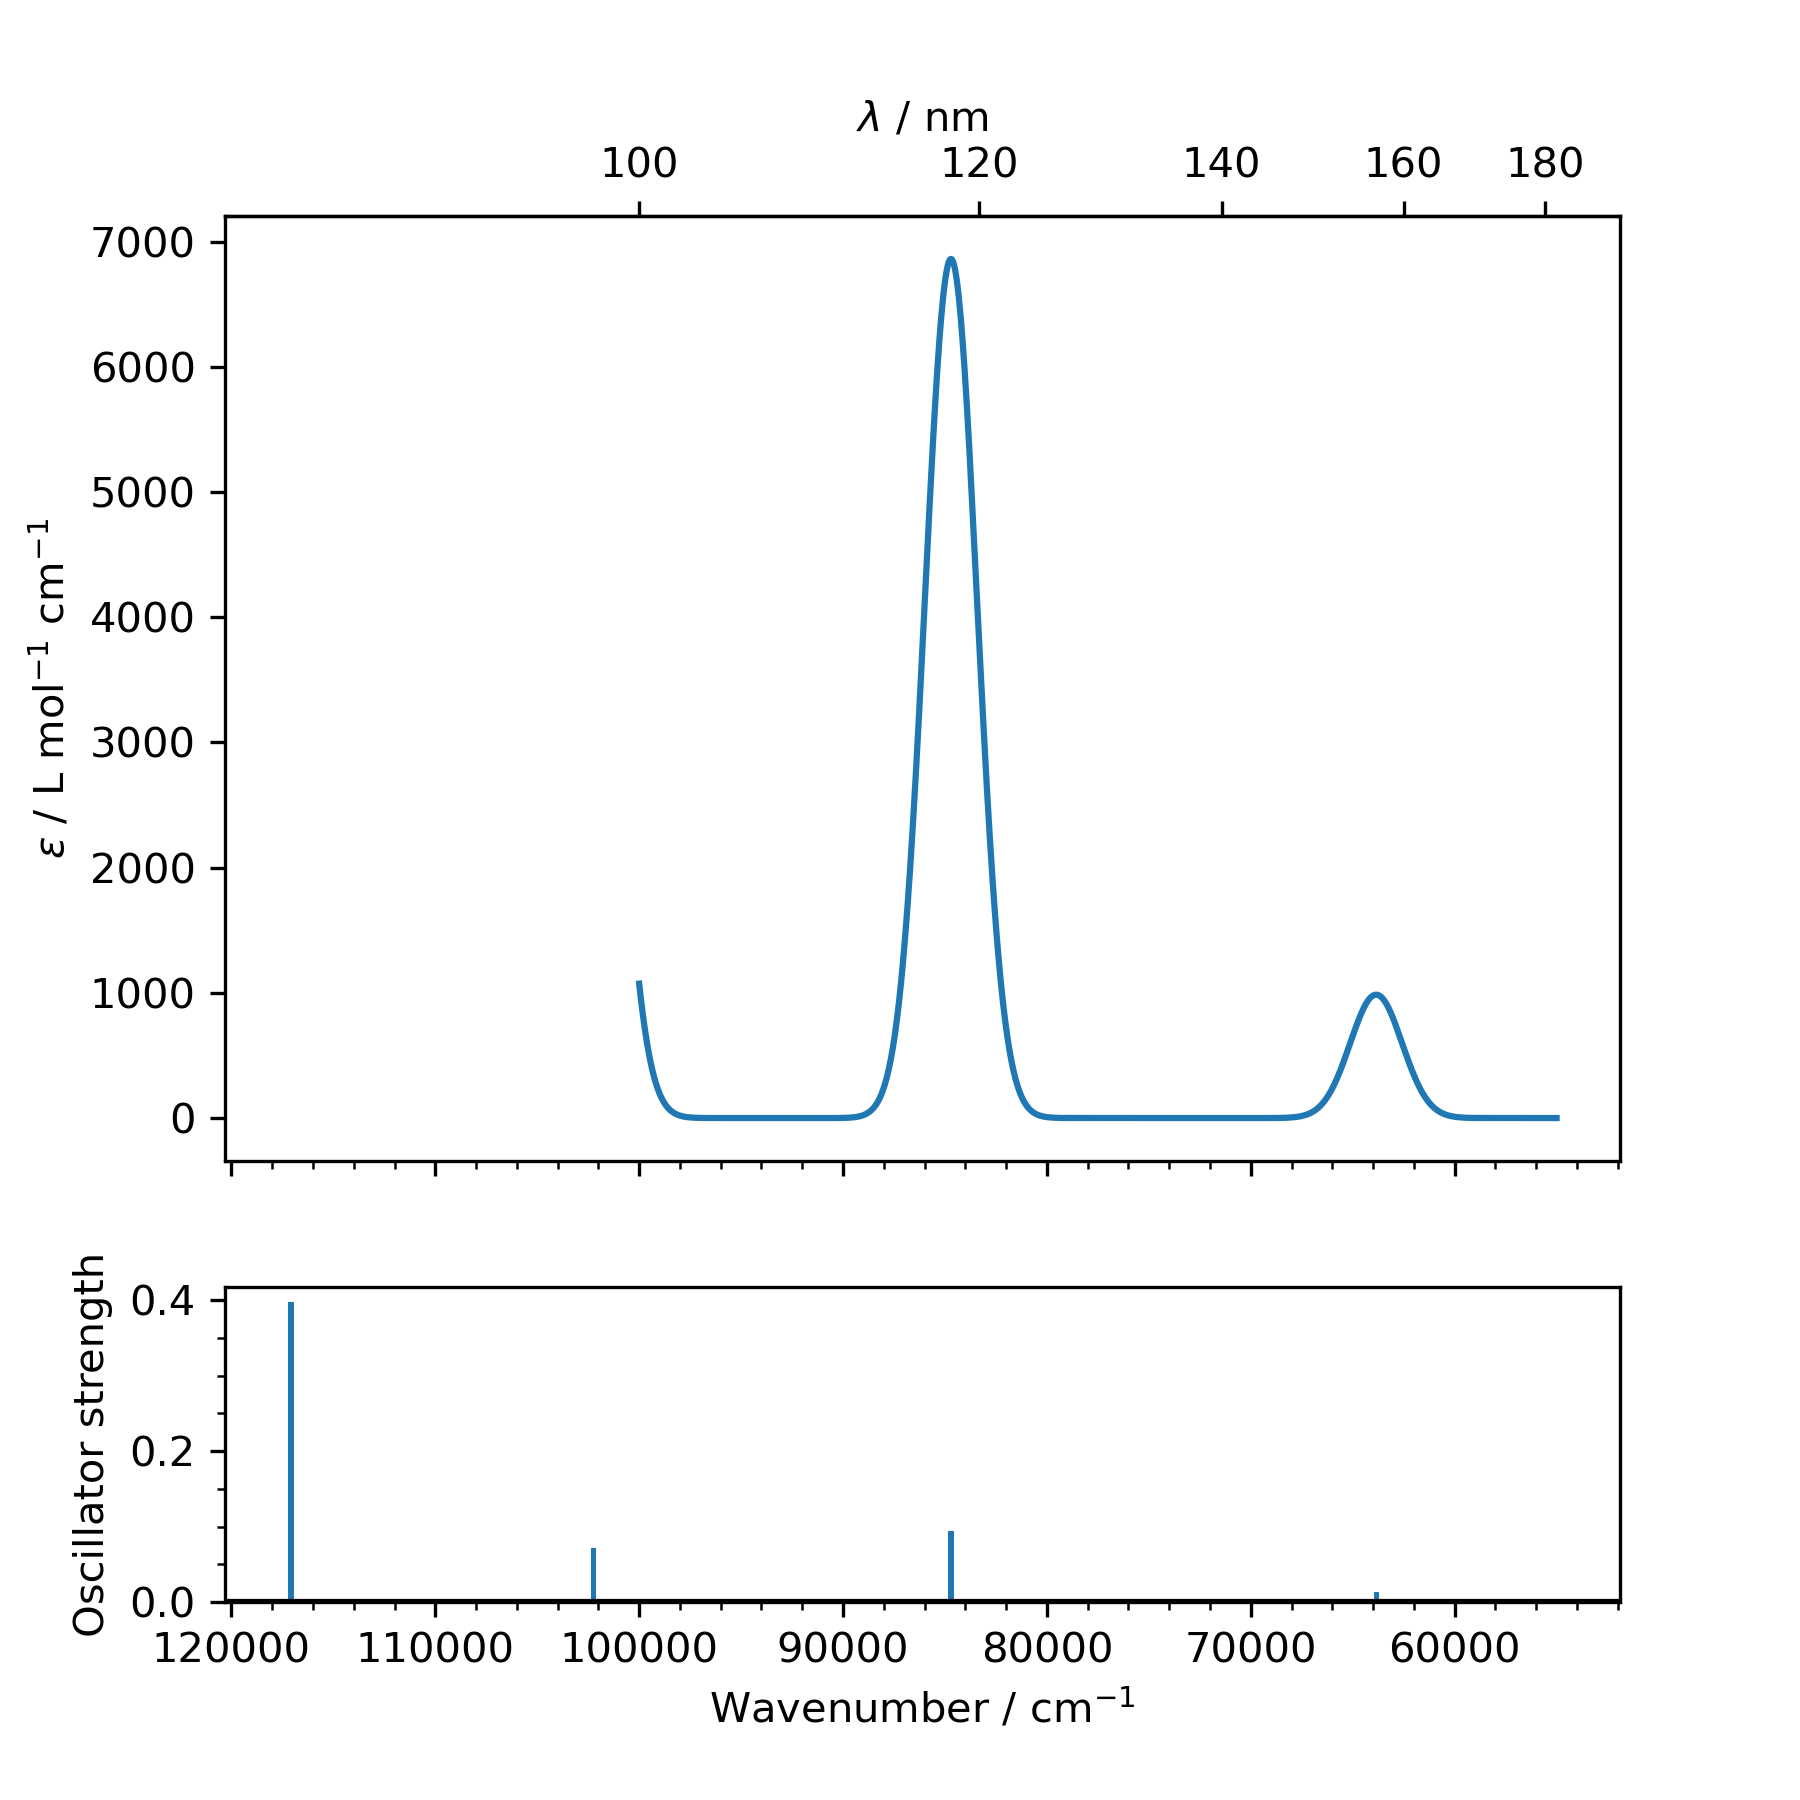 λ / nm
100 120 140 160 180
7000
6000
5000
4000
3000
2000
1000
0
ε / L mol⁻¹ cm⁻¹
0.4
0.2
0.0
Oscillator strength
120000 110000 100000 90000 80000 70000 60000
Wavenumber / cm⁻¹